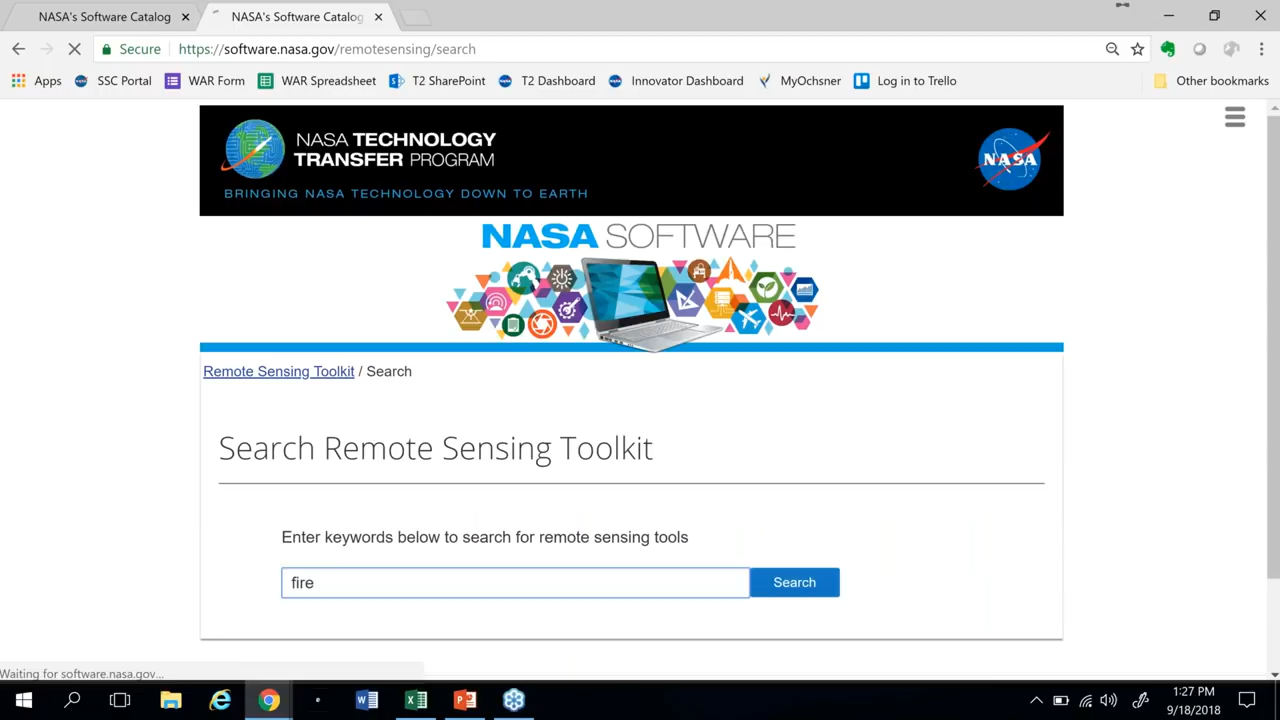 NASA's Software Catalog
NASA's Software Catalog
Secure https://software.nasa.gov/remotesensing/search
Apps SSC Portal WAR Form WAR Spreadsheet T2 SharePoint T2 Dashboard Innovator Dashboard MyOchsner Log in to Trello Other bookmarks
NASA TECHNOLOGY
TRANSFER PROGRAM
BRINGING NASA TECHNOLOGY DOWN TO EARTH
NASA
NASA SOFTWARE
Remote Sensing Toolkit / Search
Search Remote Sensing Toolkit
Enter keywords below to search for remote sensing tools
fire
Search
Waiting for software.nasa.gov...
1:27 PM
9/18/2018